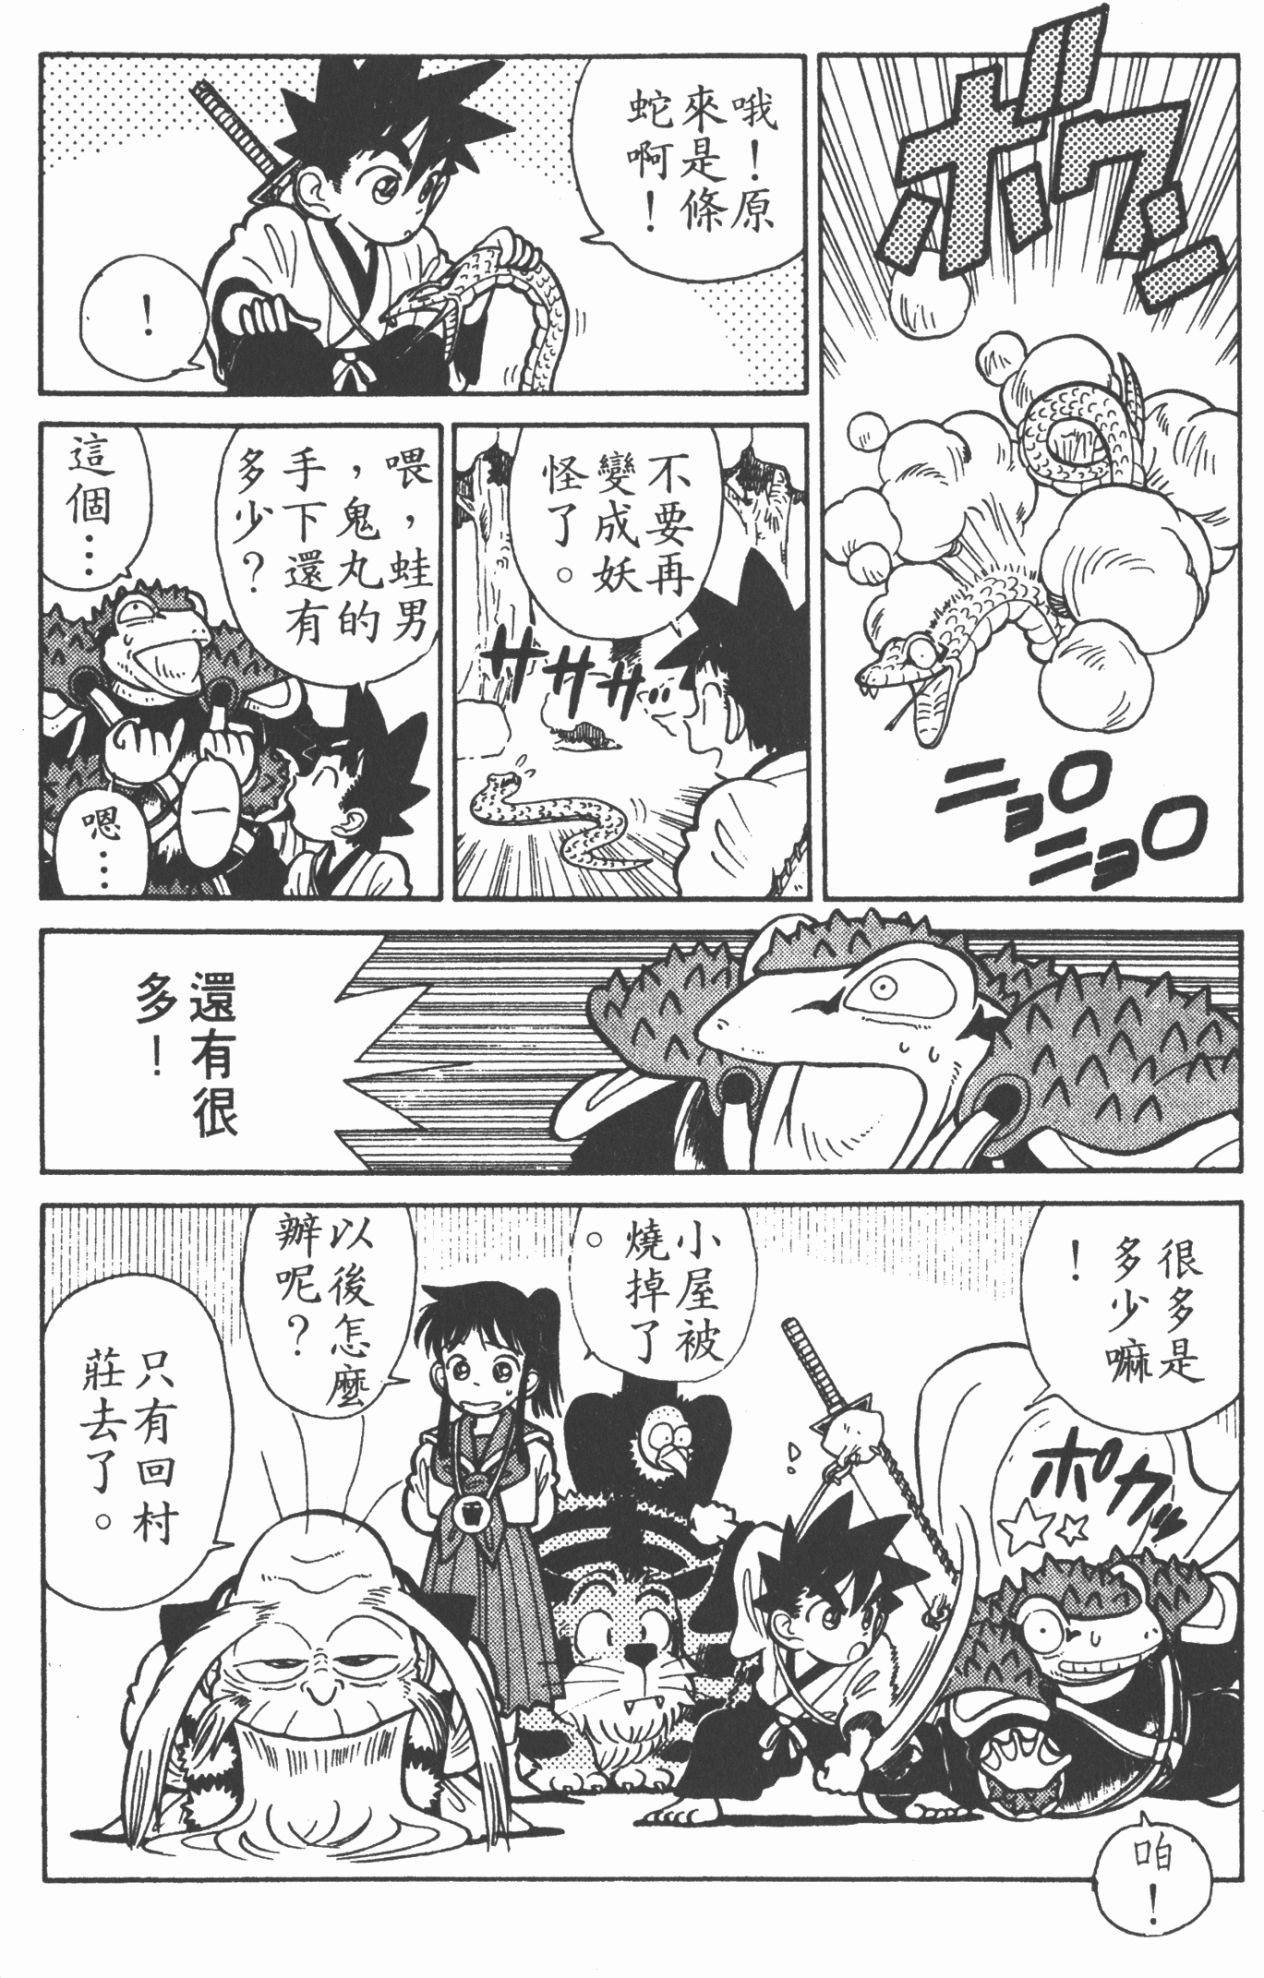 ボワン
ニョロ
ニョロ
哦！原
來是條
蛇啊！
！
不要再
變成妖
怪了。
ササササ
喂，蛙男
，鬼丸的
手下還有
多少？
這個…
一
嗯…
還有很
多！
很多是
多少嘛
！
ポカッ
小屋被
燒掉了
。
以後怎麼
辦呢？
只有回村
莊去了。
咱！